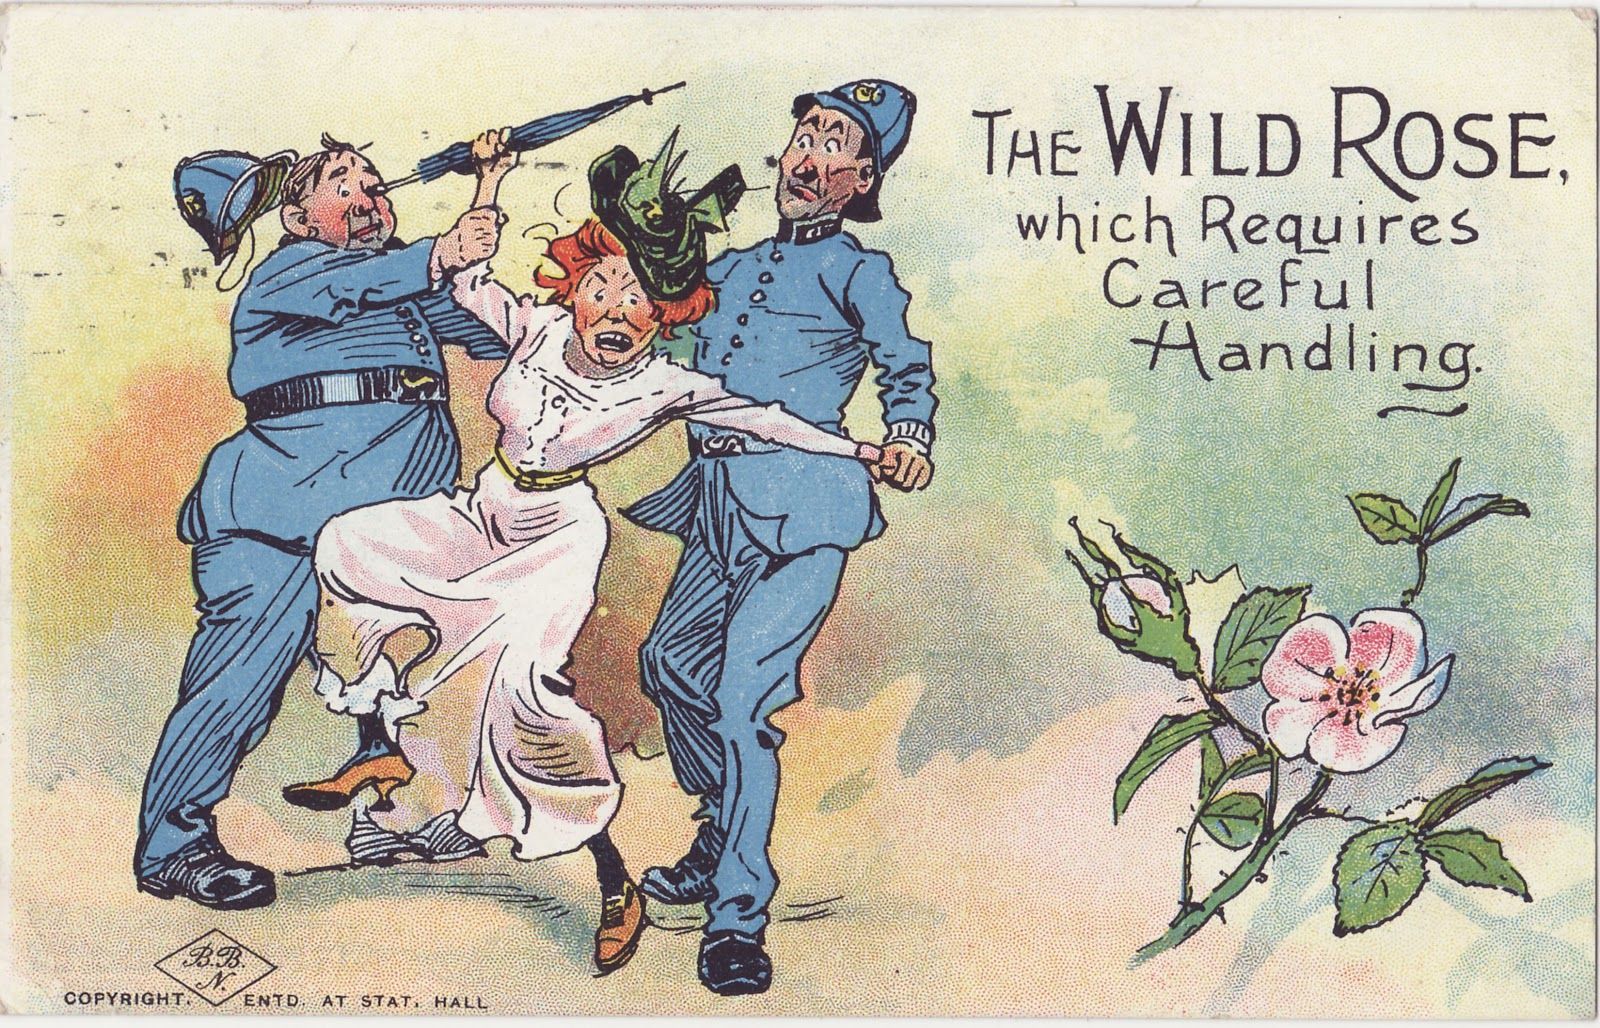 THE WILD ROSE,
which Requires
Careful
Handling.
B.B.
N.
COPYRIGHT. ENTD. AT STAT. HALL